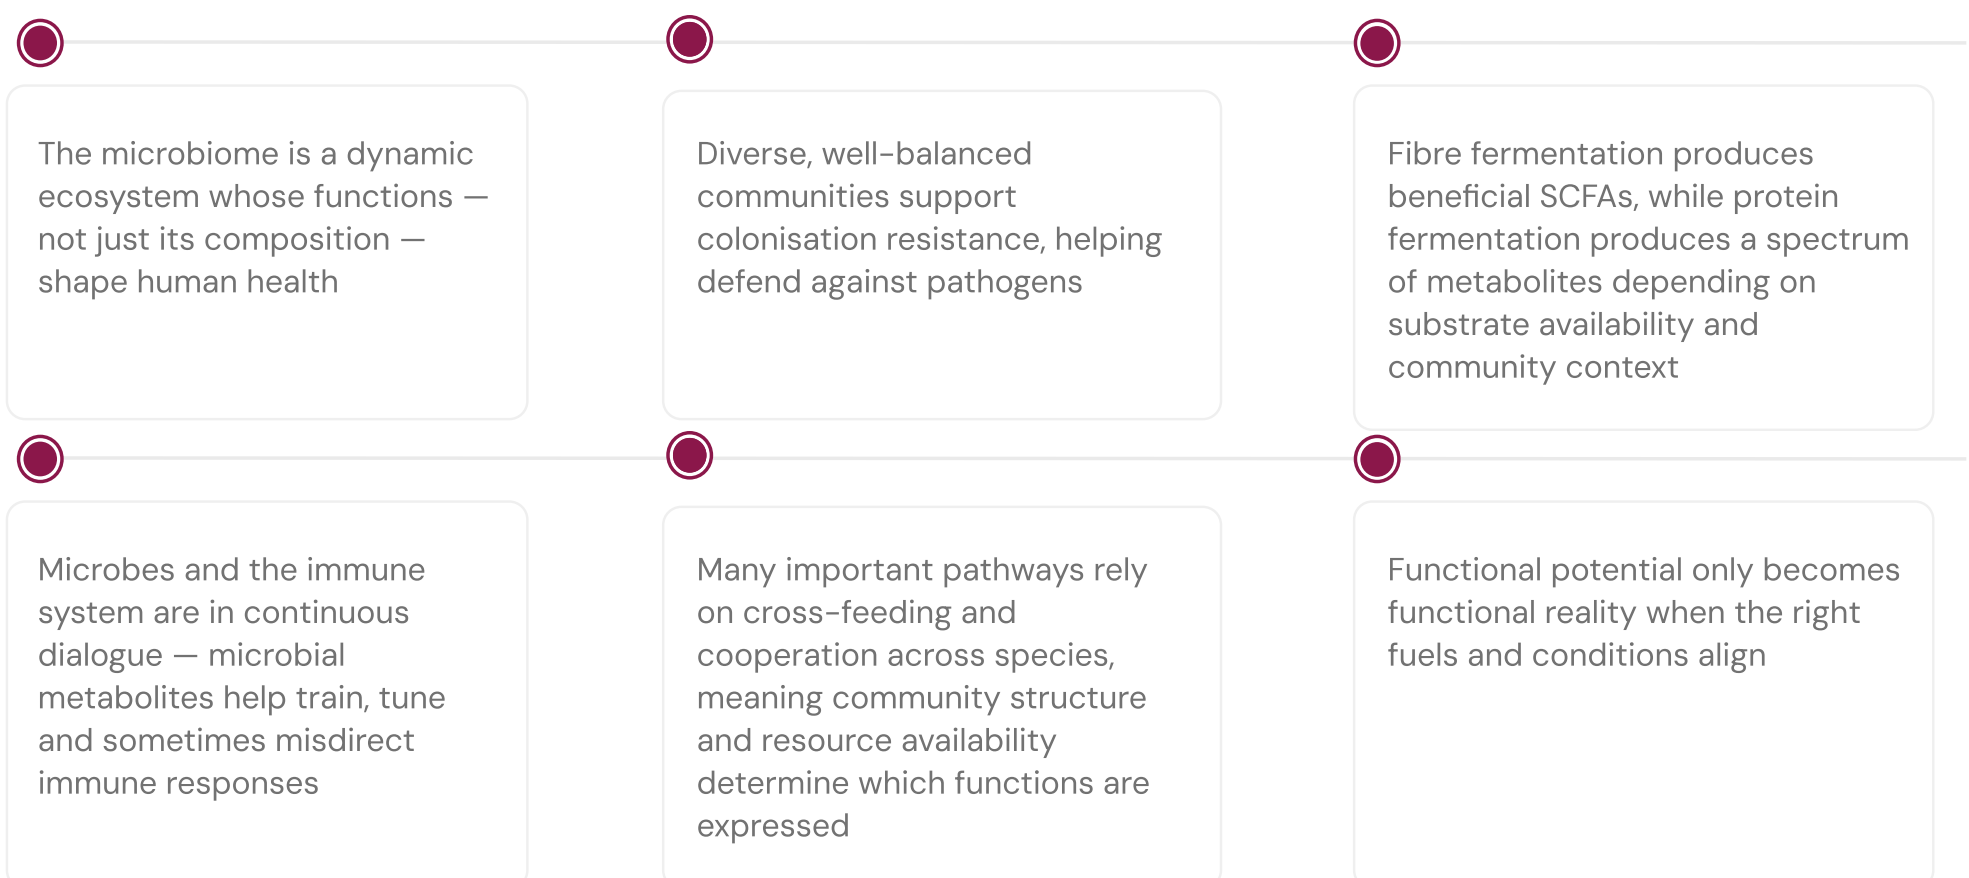 The microbiome is a dynamic
ecosystem whose functions —
not just its composition —
shape human health
Diverse, well-balanced
communities support
colonisation resistance, helping
defend against pathogens
Fibre fermentation produces
beneficial SCFAs, while protein
fermentation produces a spectrum
of metabolites depending on
substrate availability and
community context
Microbes and the immune
system are in continuous
dialogue — microbial
metabolites help train, tune
and sometimes misdirect
immune responses
Many important pathways rely
on cross-feeding and
cooperation across species,
meaning community structure
and resource availability
determine which functions are
expressed
Functional potential only becomes
functional reality when the right
fuels and conditions align